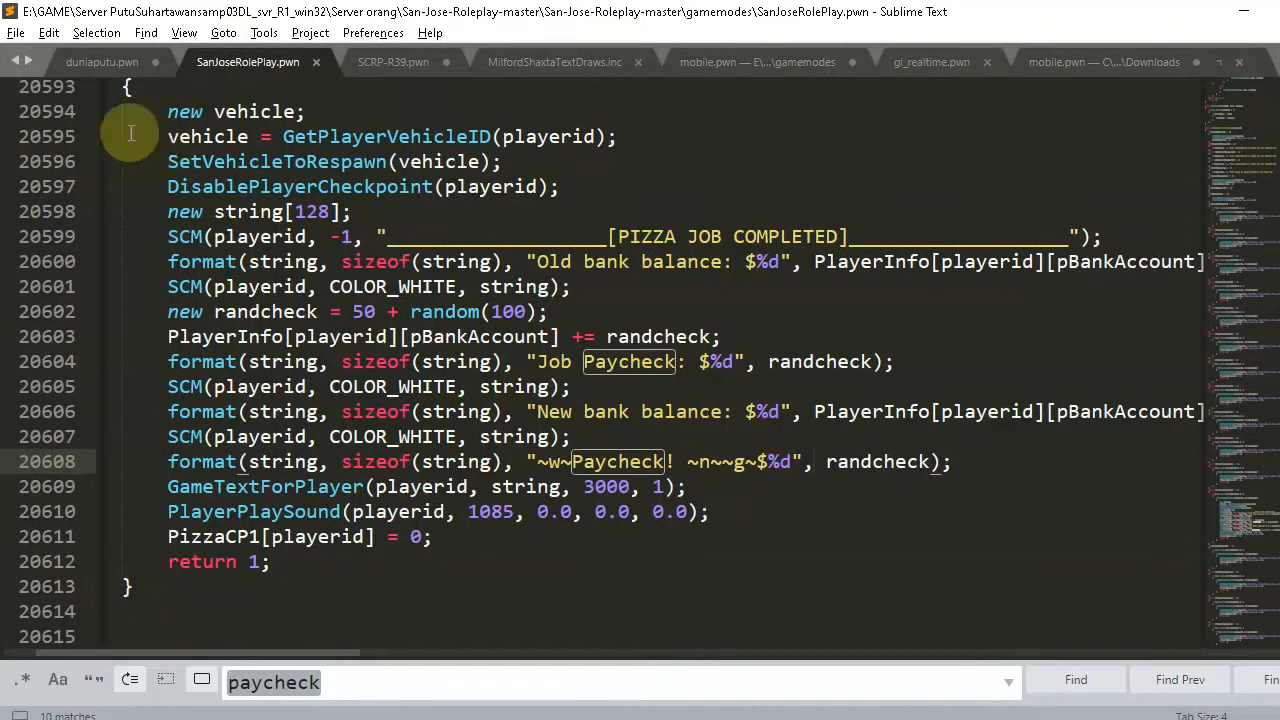 E:\GAME\Server PutuSuhartawansamp03DL_svr_R1_win32\Server orang\San-Jose-Roleplay-master\San-Jose-Roleplay-master\gamemodes\SanJoseRolePlay.pwn - Sublime Text
File Edit Selection Find View Goto Tools Project Preferences Help
duniaputu.pwn SanJoseRolePlay.pwn SCRP-R39.pwn MilfordShaxtaTextDraws.inc mobile.pwn — E\...\gamemodes gl_realtime.pwn mobile.pwn — C\...\Downloads
20593 {
20594 new vehicle;
20595 vehicle = GetPlayerVehicleID(playerid);
20596 SetVehicleToRespawn(vehicle);
20597 DisablePlayerCheckpoint(playerid);
20598 new string[128];
20599 SCM(playerid, -1, "___________________[PIZZA JOB COMPLETED]___________________");
20600 format(string, sizeof(string), "Old bank balance: $%d", PlayerInfo[playerid][pBankAccount]
20601 SCM(playerid, COLOR_WHITE, string);
20602 new randcheck = 50 + random(100);
20603 PlayerInfo[playerid][pBankAccount] += randcheck;
20604 format(string, sizeof(string), "Job Paycheck: $%d", randcheck);
20605 SCM(playerid, COLOR_WHITE, string);
20606 format(string, sizeof(string), "New bank balance: $%d", PlayerInfo[playerid][pBankAccount]
20607 SCM(playerid, COLOR_WHITE, string);
20608 format(string, sizeof(string), "~w~Paycheck! ~n~~g~$%d", randcheck);
20609 GameTextForPlayer(playerid, string, 3000, 1);
20610 PlayerPlaySound(playerid, 1085, 0.0, 0.0, 0.0);
20611 PizzaCP1[playerid] = 0;
20612 return 1;
20613 }
20614
20615
.* Aa “” paycheck Find Find Prev Fin
10 matches Tab Size: 4